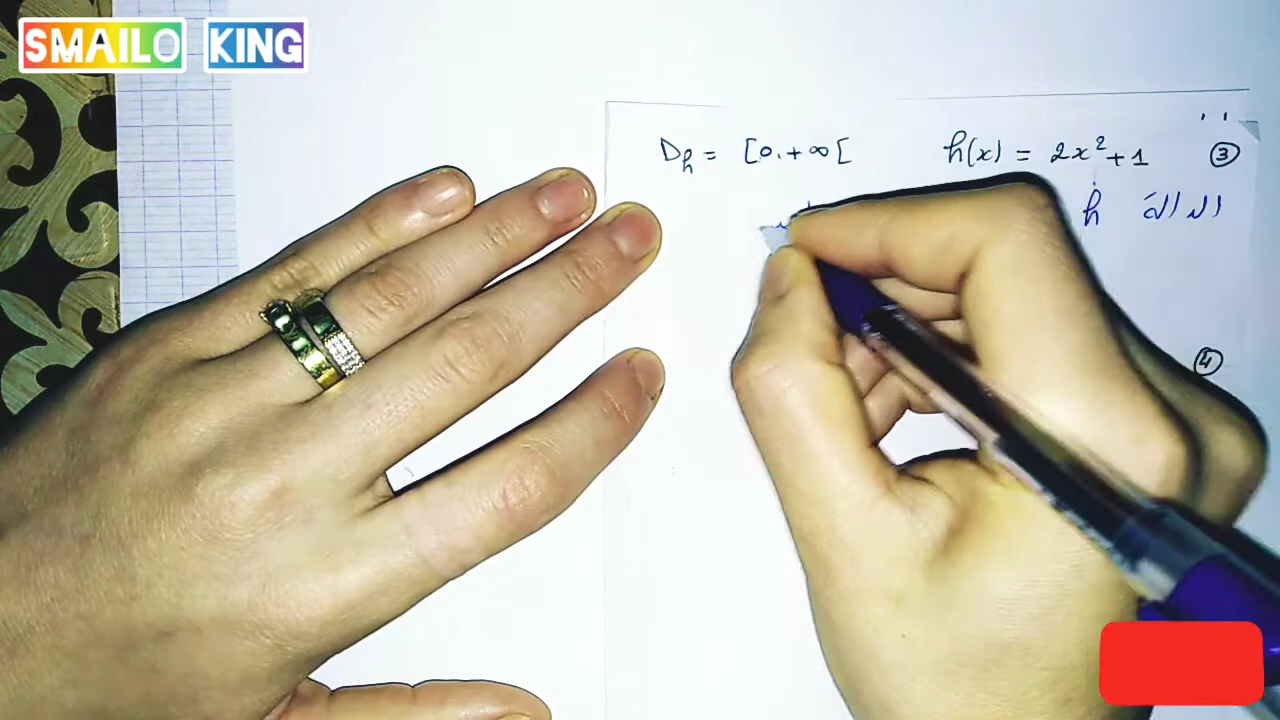 SMAILO KING
③ h(x) = 2x²+1 D_h = [0,+∞[
الدالة h
④